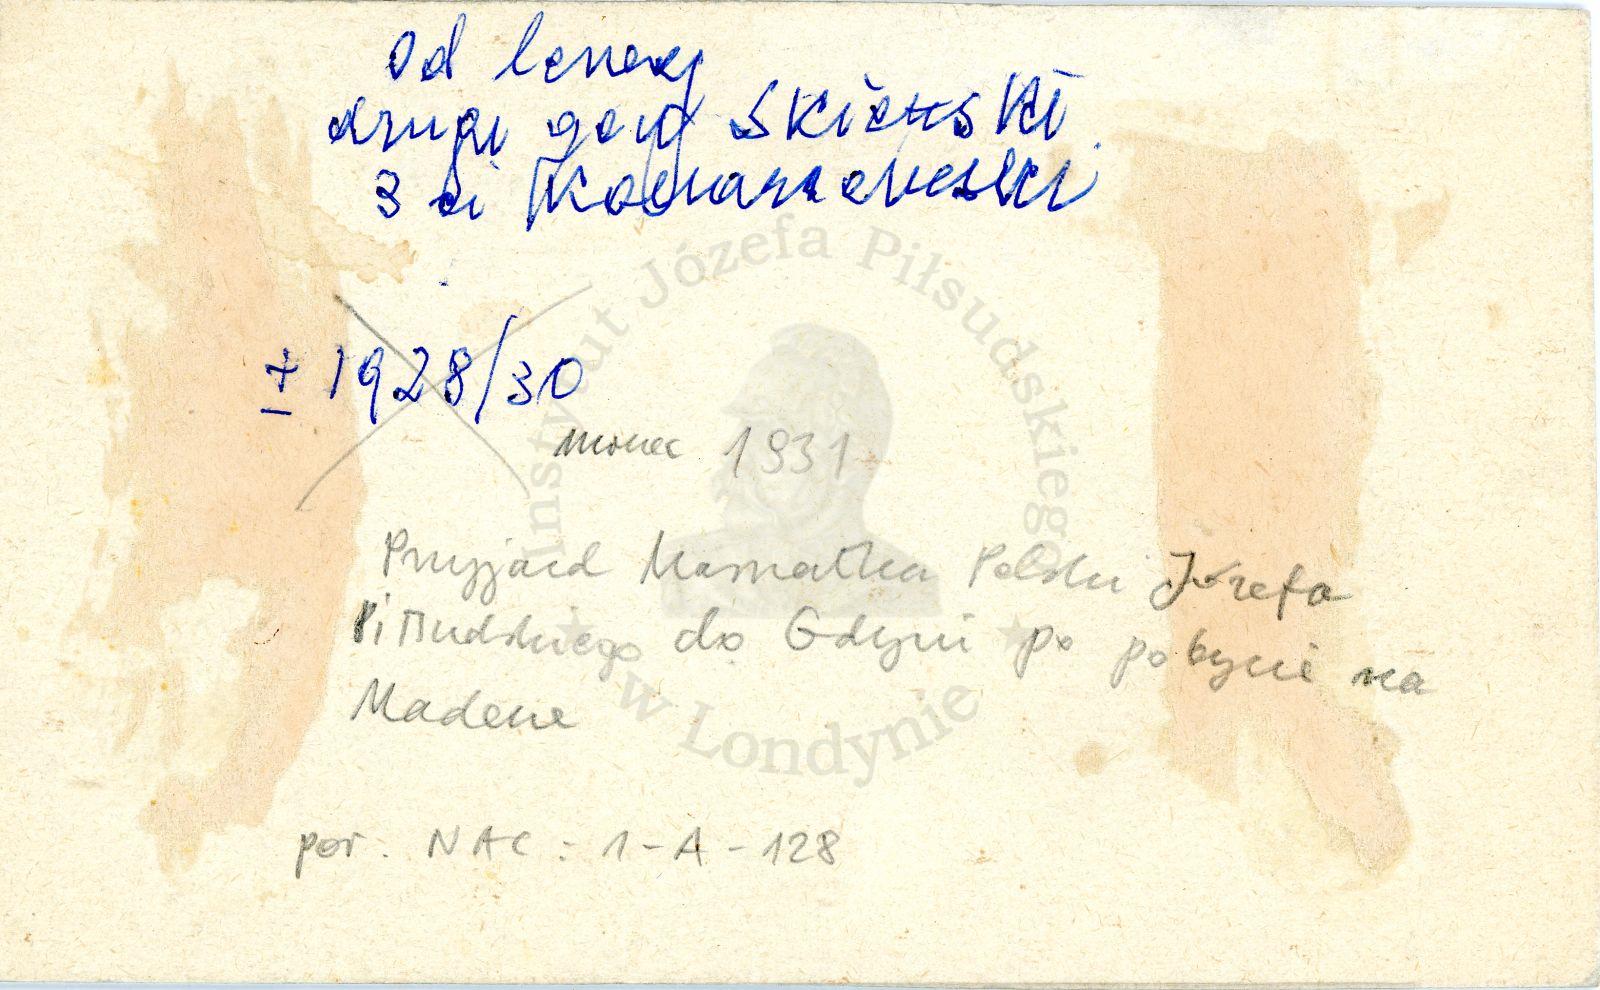 Od lewej
drugi gen Skierski
3 ci
± 1928/30
marzec 1931
Przyjazd Marszałka Polski Józefa
Piłsudskiego do Gdyni po pobycie na
Maderze
por. NAC: 1-A-128
Instytut Józefa Piłsudskiego
w Londynie